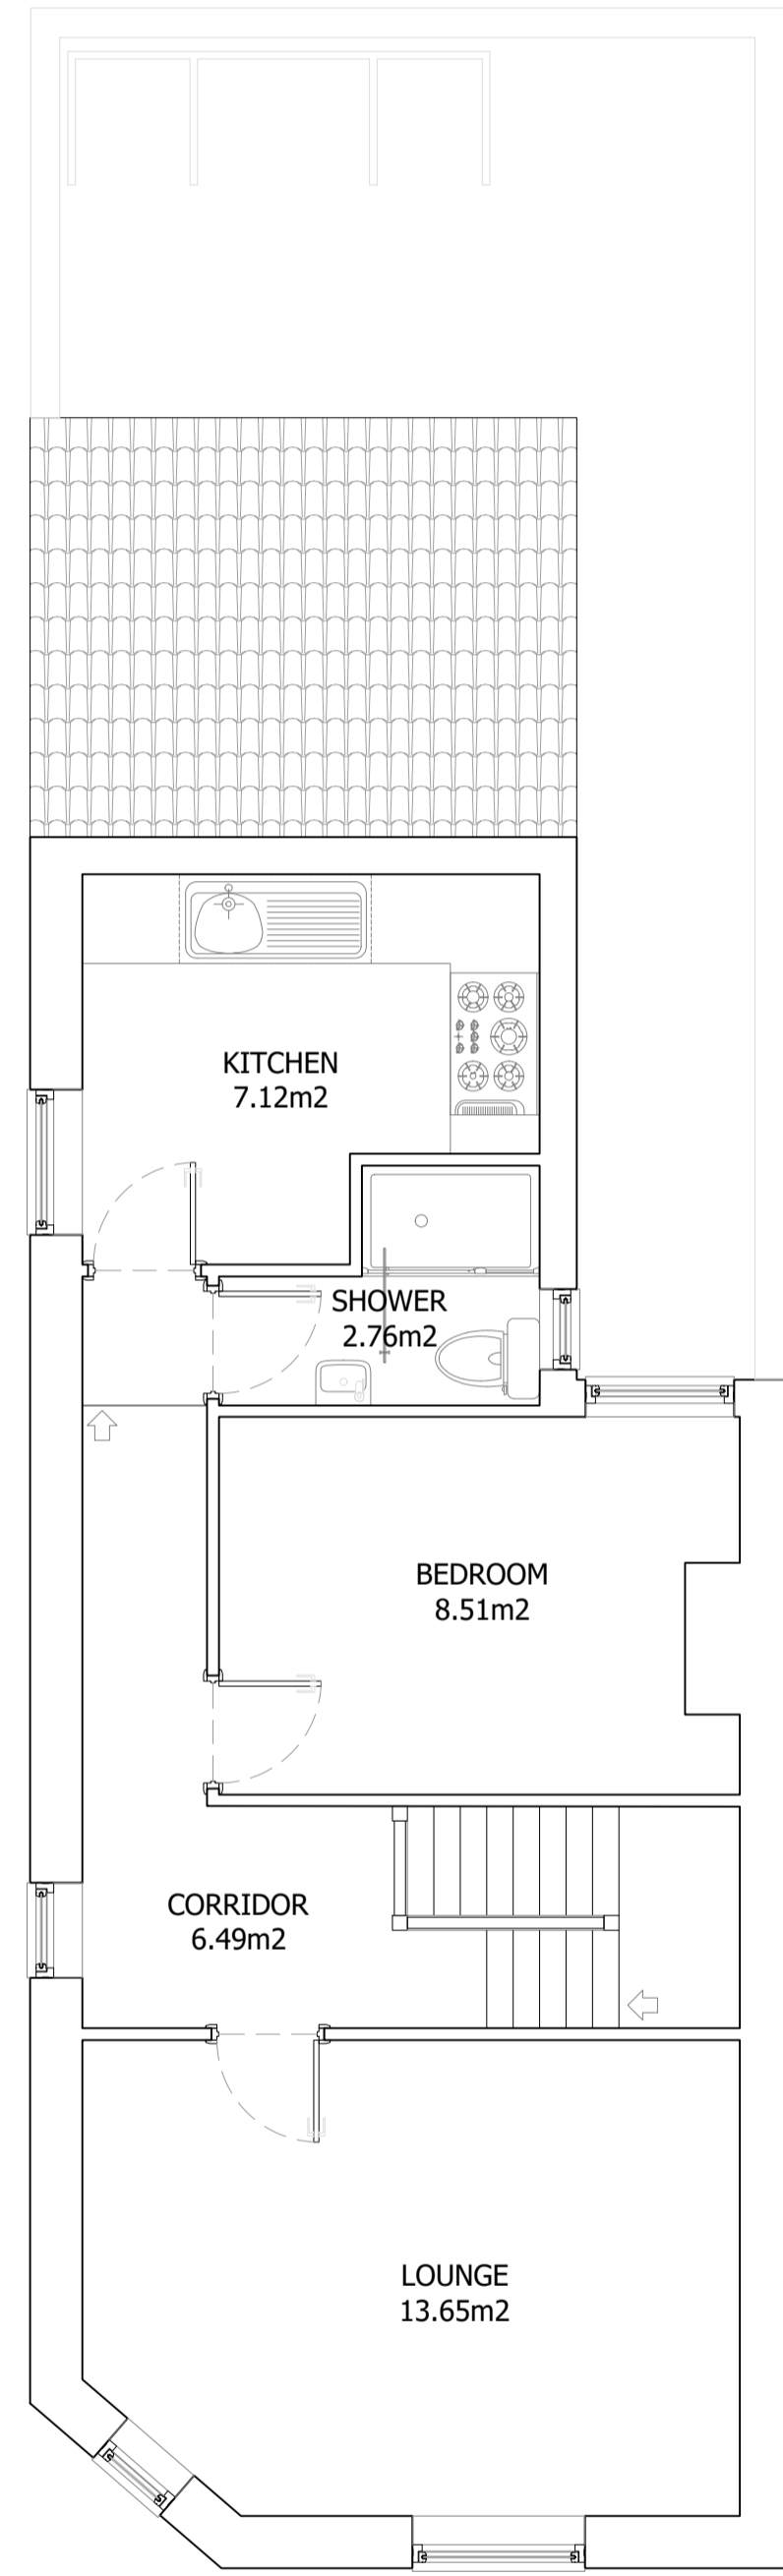 KITCHEN
7.12m2
SHOWER
2.76m2
BEDROOM
8.51m2
CORRIDOR
6.49m2
LOUNGE
13.65m2